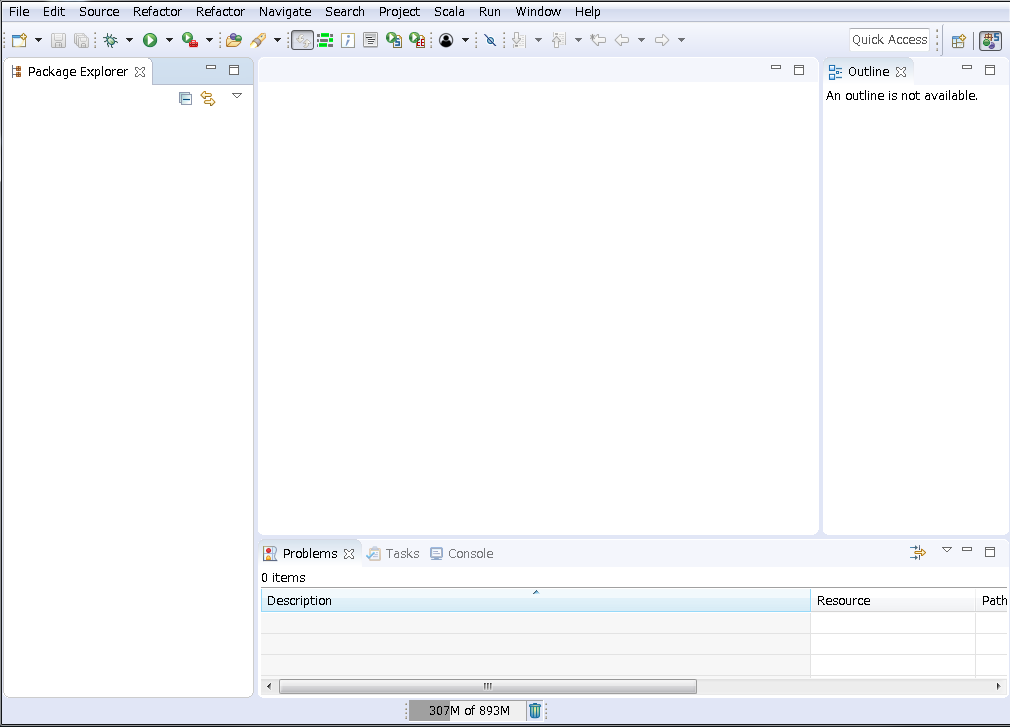 File Edit Source Refactor Refactor Navigate Search Project Scala Run Window Help
Quick Access
Package Explorer
Outline
An outline is not available.
Problems Tasks Console
0 items
Description Resource Path
307M of 893M